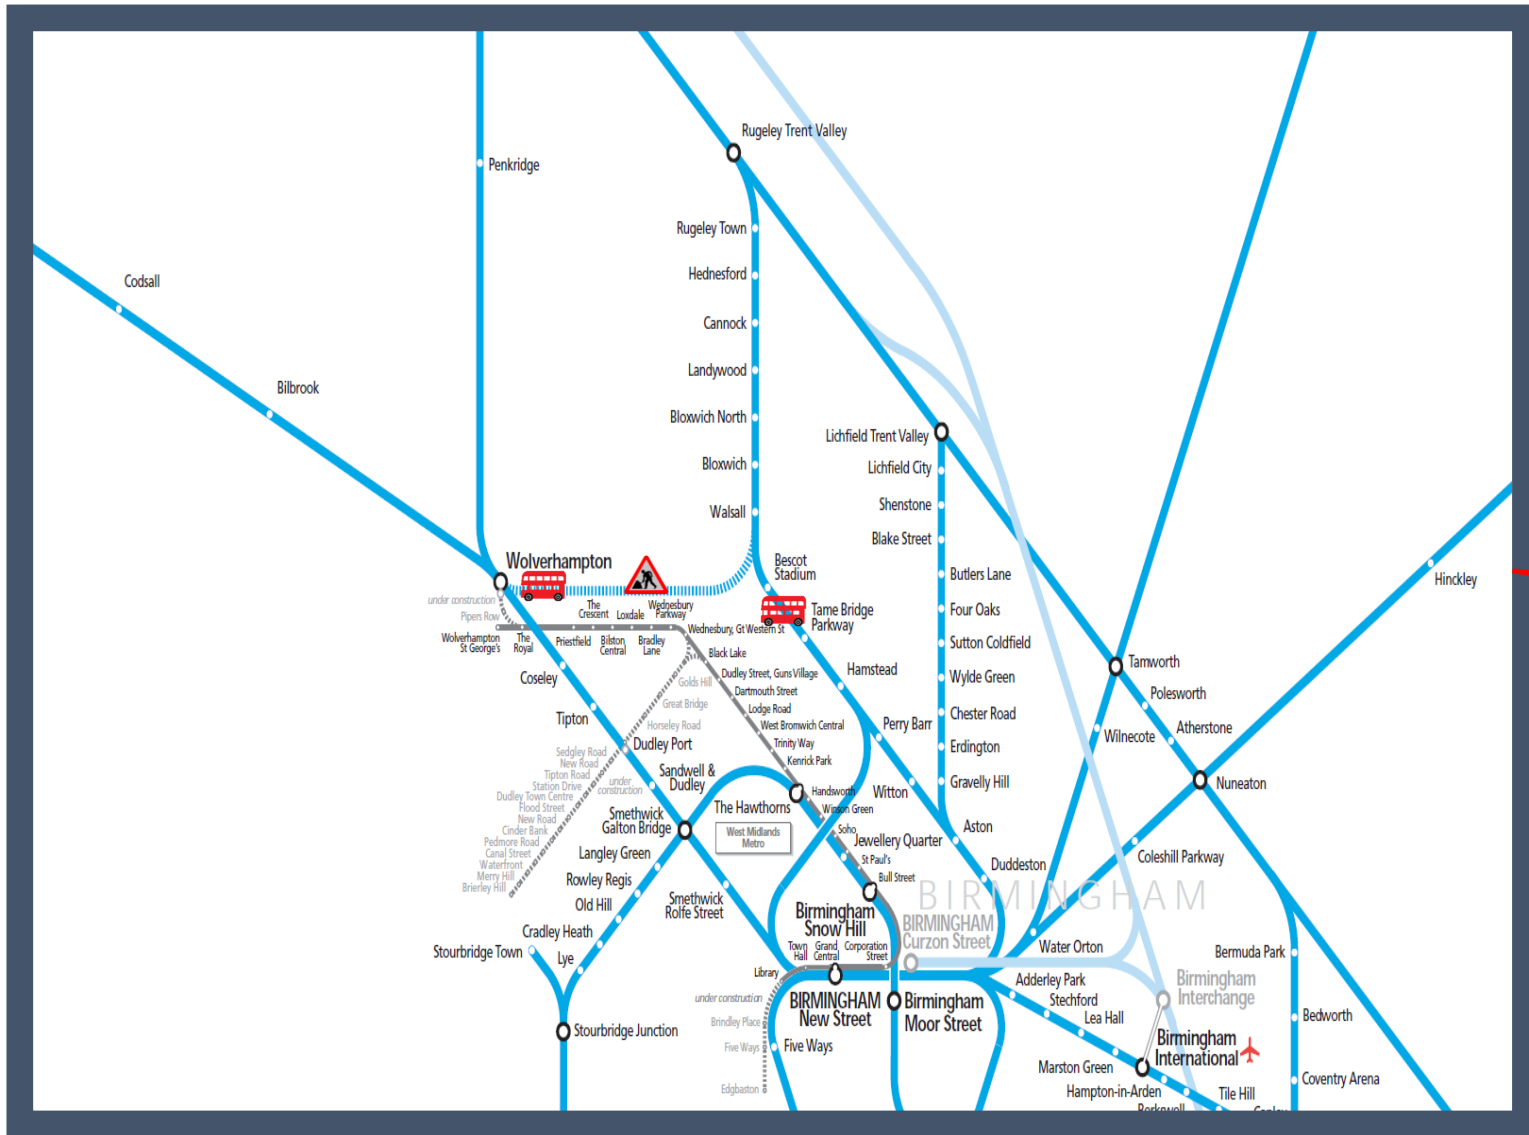 Rugeley Trent Valley
Penkridge
Rugeley Town
Hednesford
Codsall
Cannock
Landywood
Bilbrook
Bloxwich North
Lichfield Trent Valley
Bloxwich
Lichfield City
Shenstone
Walsall
Blake Street
Wolverhampton
Bescot
Stadium
Butlers Lane
Hinckley
under construction
The
Crescent
Loxdale
Wednesbury
Parkway
Pipers Row
Tame Bridge
Parkway
Four Oaks
Wolverhampton
St George's
The
Royal
Priestfield
Bilston
Central
Bradley
Lane
Wednesbury, Gt Western St
Sutton Coldfield
Black Lake
Tamworth
Coseley
Golds Hill
Dudley Street, Guns Village
Hamstead
Wylde Green
Dartmouth Street
Polesworth
Great Bridge
Lodge Road
Chester Road
Tipton
Horseley Road
West Bromwich Central
Perry Barr
Wilnecote
Atherstone
Dudley Port
Trinity Way
Erdington
Sedgley Road
New Road
Tipton Road
Station Drive
Dudley Town Centre
Flood Street
New Road
Cinder Bank
Pedmore Road
Canal Street
Waterfront
Merry Hill
Brierley Hill
under
construction
Kenrick Park
Sandwell &
Dudley
Witton
Gravelly Hill
Nuneaton
The Hawthorns
Handsworth
Winson Green
Smethwick
Galton Bridge
West Midlands
Metro
Soho
Jewellery Quarter
Aston
Langley Green
St Paul's
Coleshill Parkway
Rowley Regis
Bull Street
Duddeston
Old Hill
Smethwick
Rolfe Street
BIRMINGHAM
Birmingham
Snow Hill
BIRMINGHAM
Curzon Street
Cradley Heath
Stourbridge Town
Lye
Town
Hall
Grand
Central
Corporation
Street
Water Orton
Bermuda Park
Library
Adderley Park
Birmingham
Interchange
under construction
BIRMINGHAM
New Street
Birmingham
Moor Street
Stechford
Lea Hall
Bedworth
Brindley Place
Stourbridge Junction
Five Ways
Five Ways
Birmingham
International
Marston Green
Edgbaston
Hampton-in-Arden
Tile Hill
Coventry Arena
Berkswell